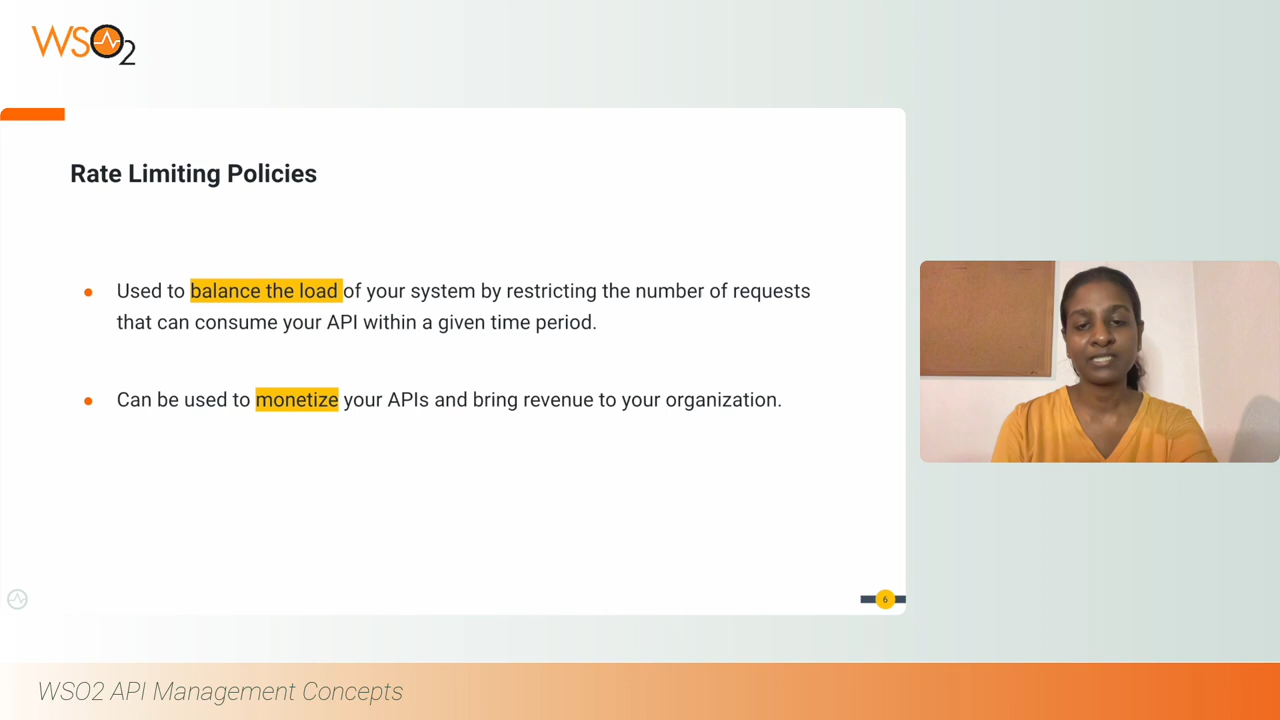 WSO2
Rate Limiting Policies
Used to balance the load of your system by restricting the number of requests
that can consume your API within a given time period.
Can be used to monetize your APIs and bring revenue to your organization.
6
WSO2 API Management Concepts